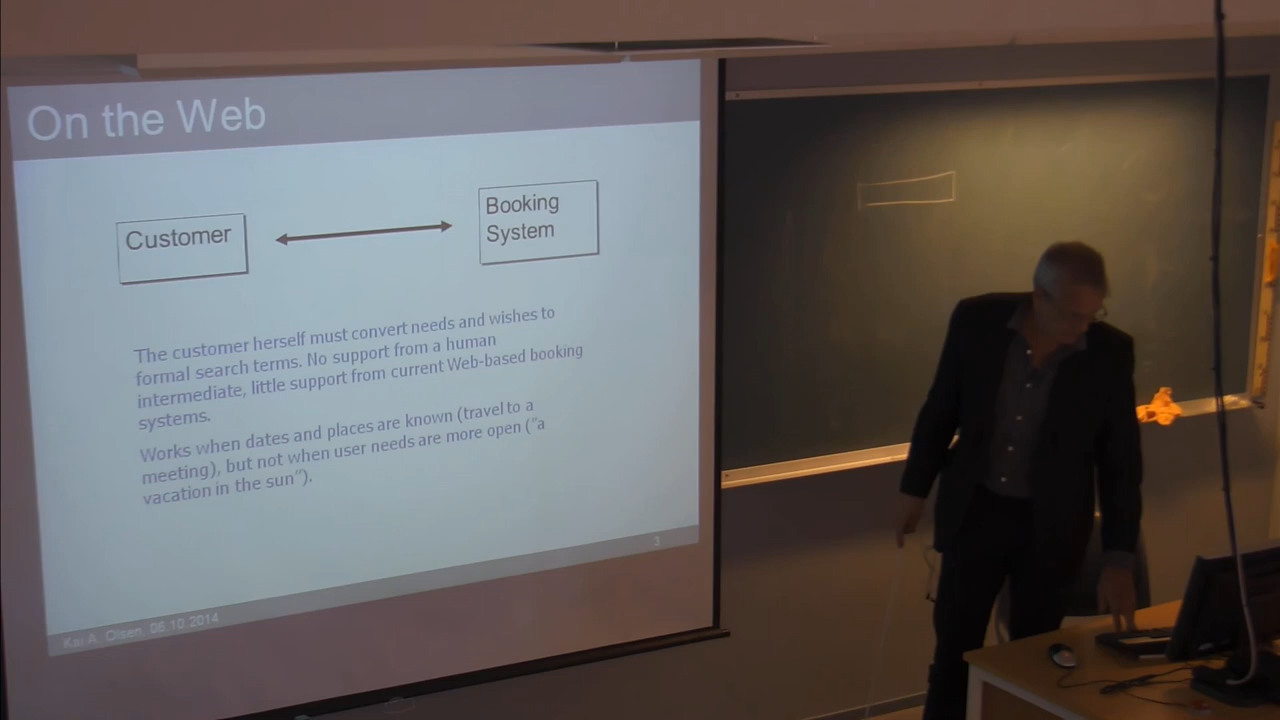 On the Web
Customer
Booking
System
The customer herself must convert needs and wishes to
formal search terms. No support from a human
intermediate, little support from current Web-based booking
systems.
Works when dates and places are known (travel to a
meeting), but not when user needs are more open ("a
vacation in the sun").
3
Kai A. Olsen, 06.10.2014